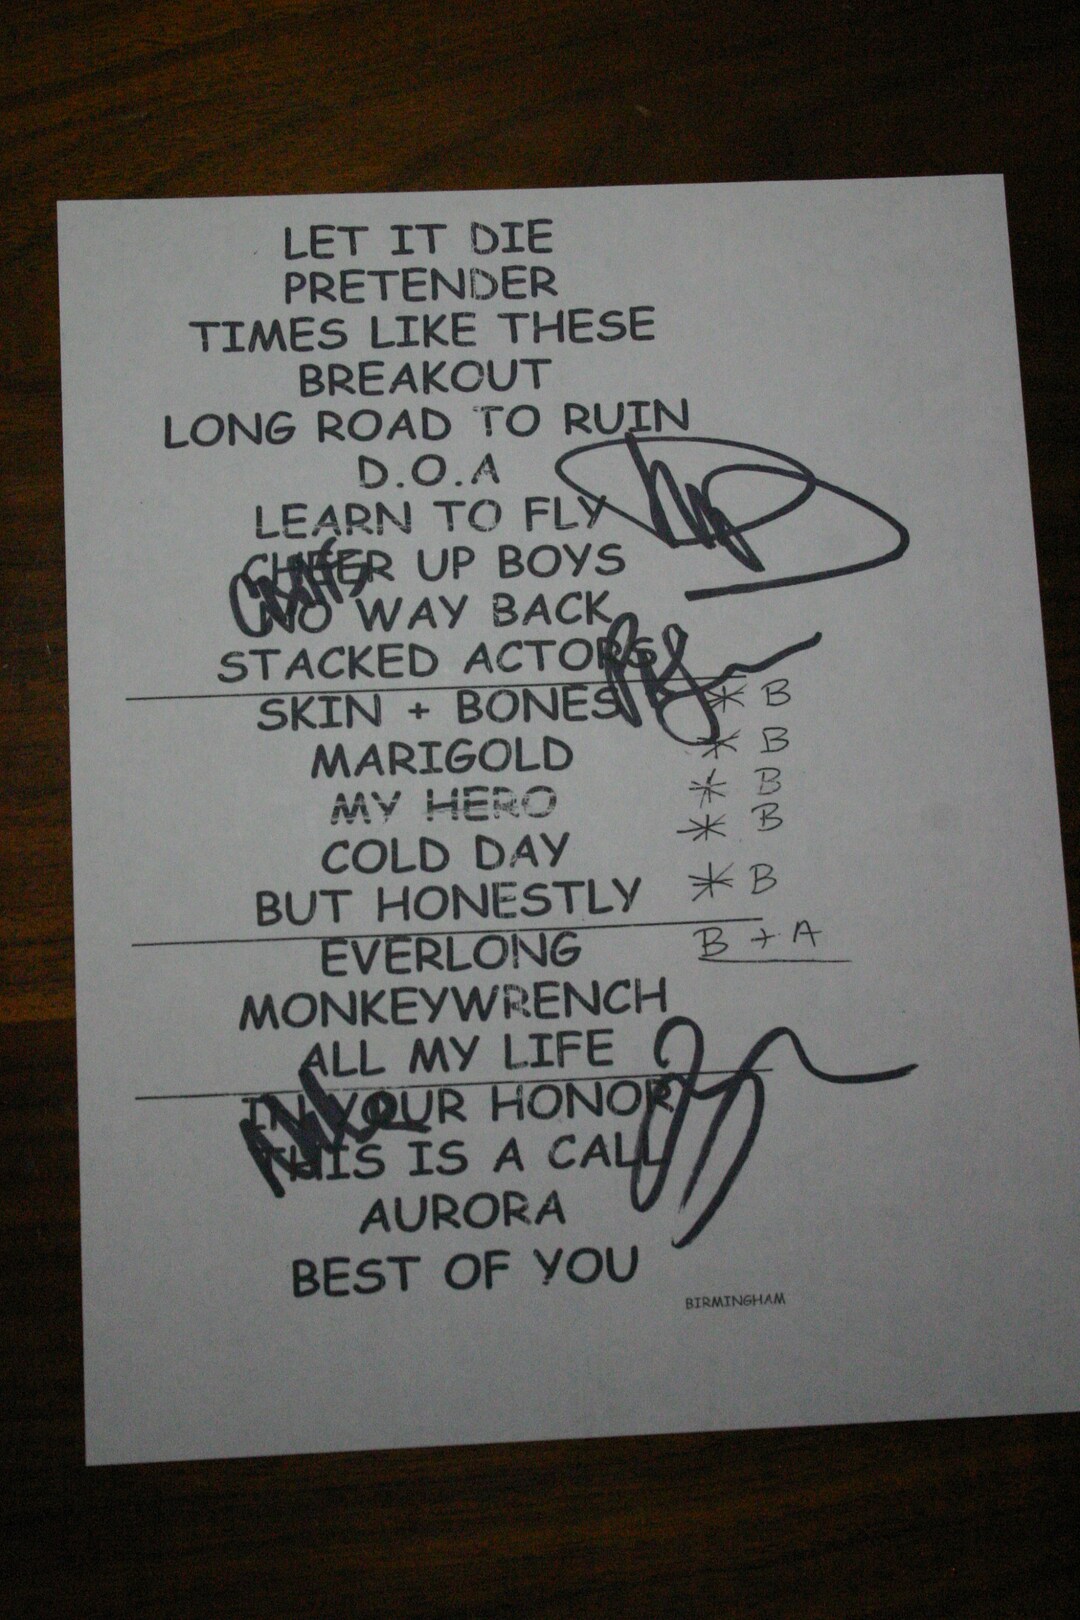 LET IT DIE
PRETENDER
TIMES LIKE THESE
BREAKOUT
LONG ROAD TO RUIN
D.O.A
LEARN TO FLY
CHEER UP BOYS
NO WAY BACK
STACKED ACTORS
SKIN + BONES * B
MARIGOLD * B
MY HERO * B
COLD DAY * B
BUT HONESTLY * B
EVERLONG B + A
MONKEYWRENCH
ALL MY LIFE
IN YOUR HONOR
THIS IS A CALL
AURORA
BEST OF YOU
BIRMINGHAM